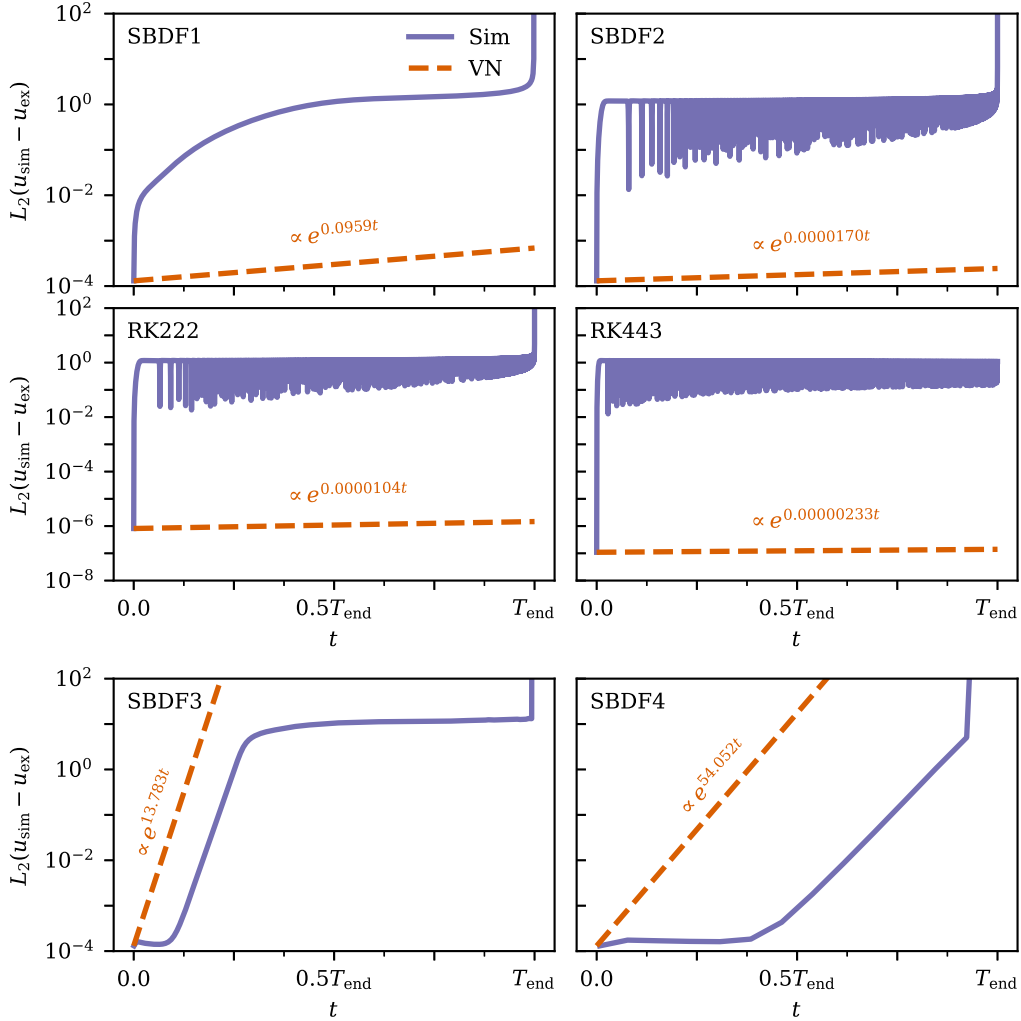 SBDF1
Sim
VN
∝ e^{0.0959t}
L_2(u_sim − u_ex)
10^2
10^0
10^{−2}
10^{−4}
SBDF2
∝ e^{0.0000170t}
RK222
∝ e^{0.0000104t}
L_2(u_sim − u_ex)
10^2
10^0
10^{−2}
10^{−4}
10^{−6}
10^{−8}
0.0
0.5T_end
T_end
t
RK443
∝ e^{0.00000233t}
0.0
0.5T_end
T_end
t
SBDF3
∝ e^{13.783t}
L_2(u_sim − u_ex)
10^2
10^0
10^{−2}
10^{−4}
0.0
0.5T_end
T_end
t
SBDF4
∝ e^{54.052t}
0.0
0.5T_end
T_end
t